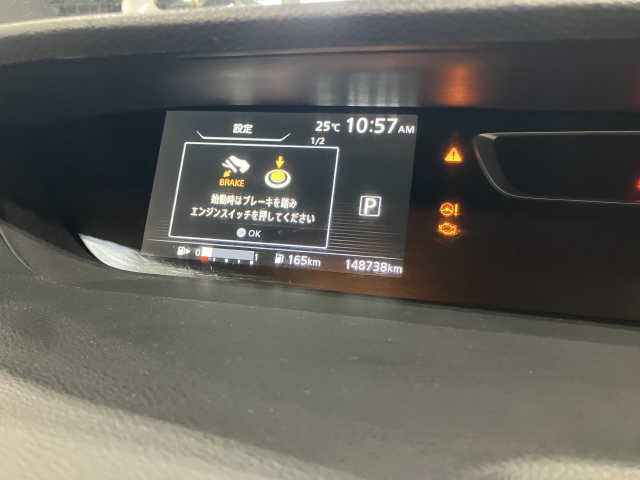 設定
25℃ 10:57AM
1/2
BRAKE
始動時はブレーキを踏み
エンジンスイッチを押してください
OK
P
0 1
165km
148738km